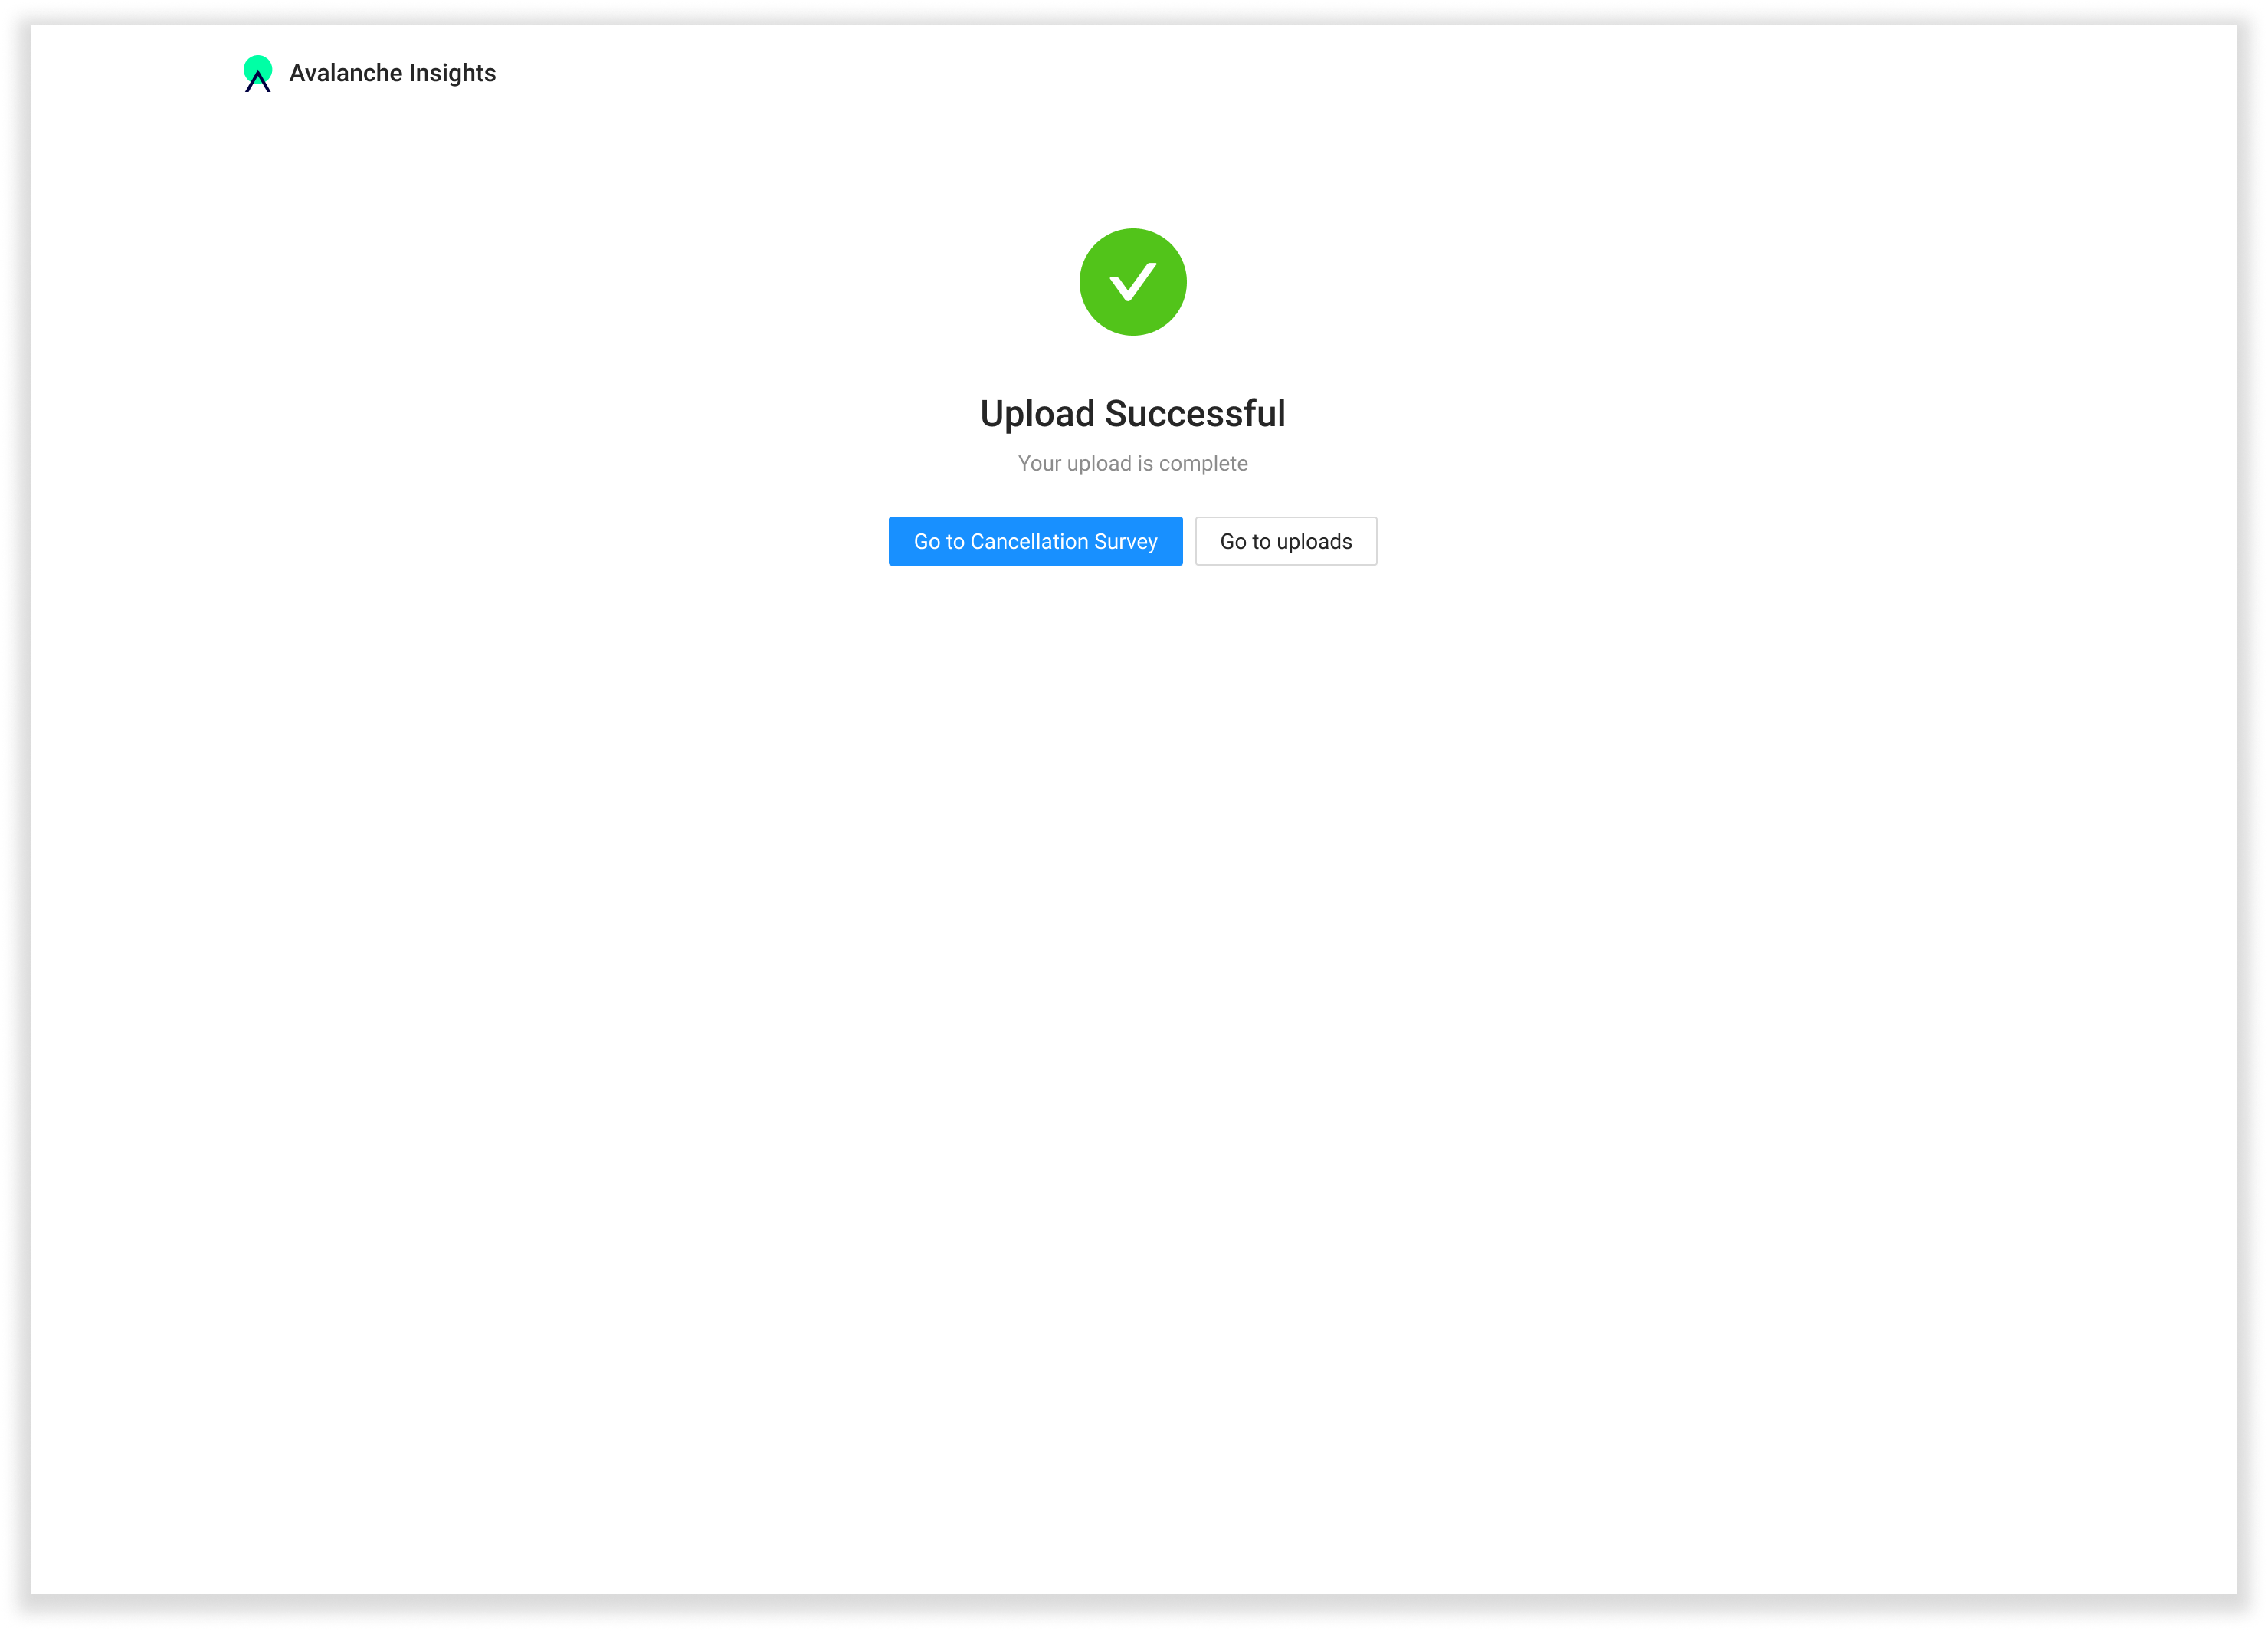 Avalanche Insights
Upload Successful
Your upload is complete
Go to Cancellation Survey
Go to uploads